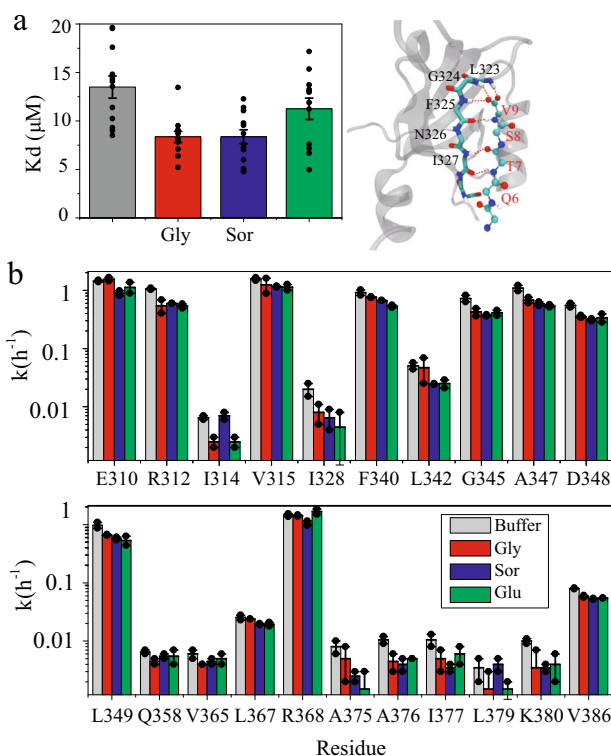 a
Kd (μM)
20
15
10
5
0
Gly
Sor
L323
G324
F325
N326
I327
V9
S8
T7
Q6
b
k(h⁻¹)
1
0.1
0.01
E310 R312 I314 V315 I328 F340 L342 G345 A347 D348
k(h⁻¹)
1
0.1
0.01
Buffer
Gly
Sor
Glu
L349 Q358 V365 L367 R368 A375 A376 I377 L379 K380 V386
Residue